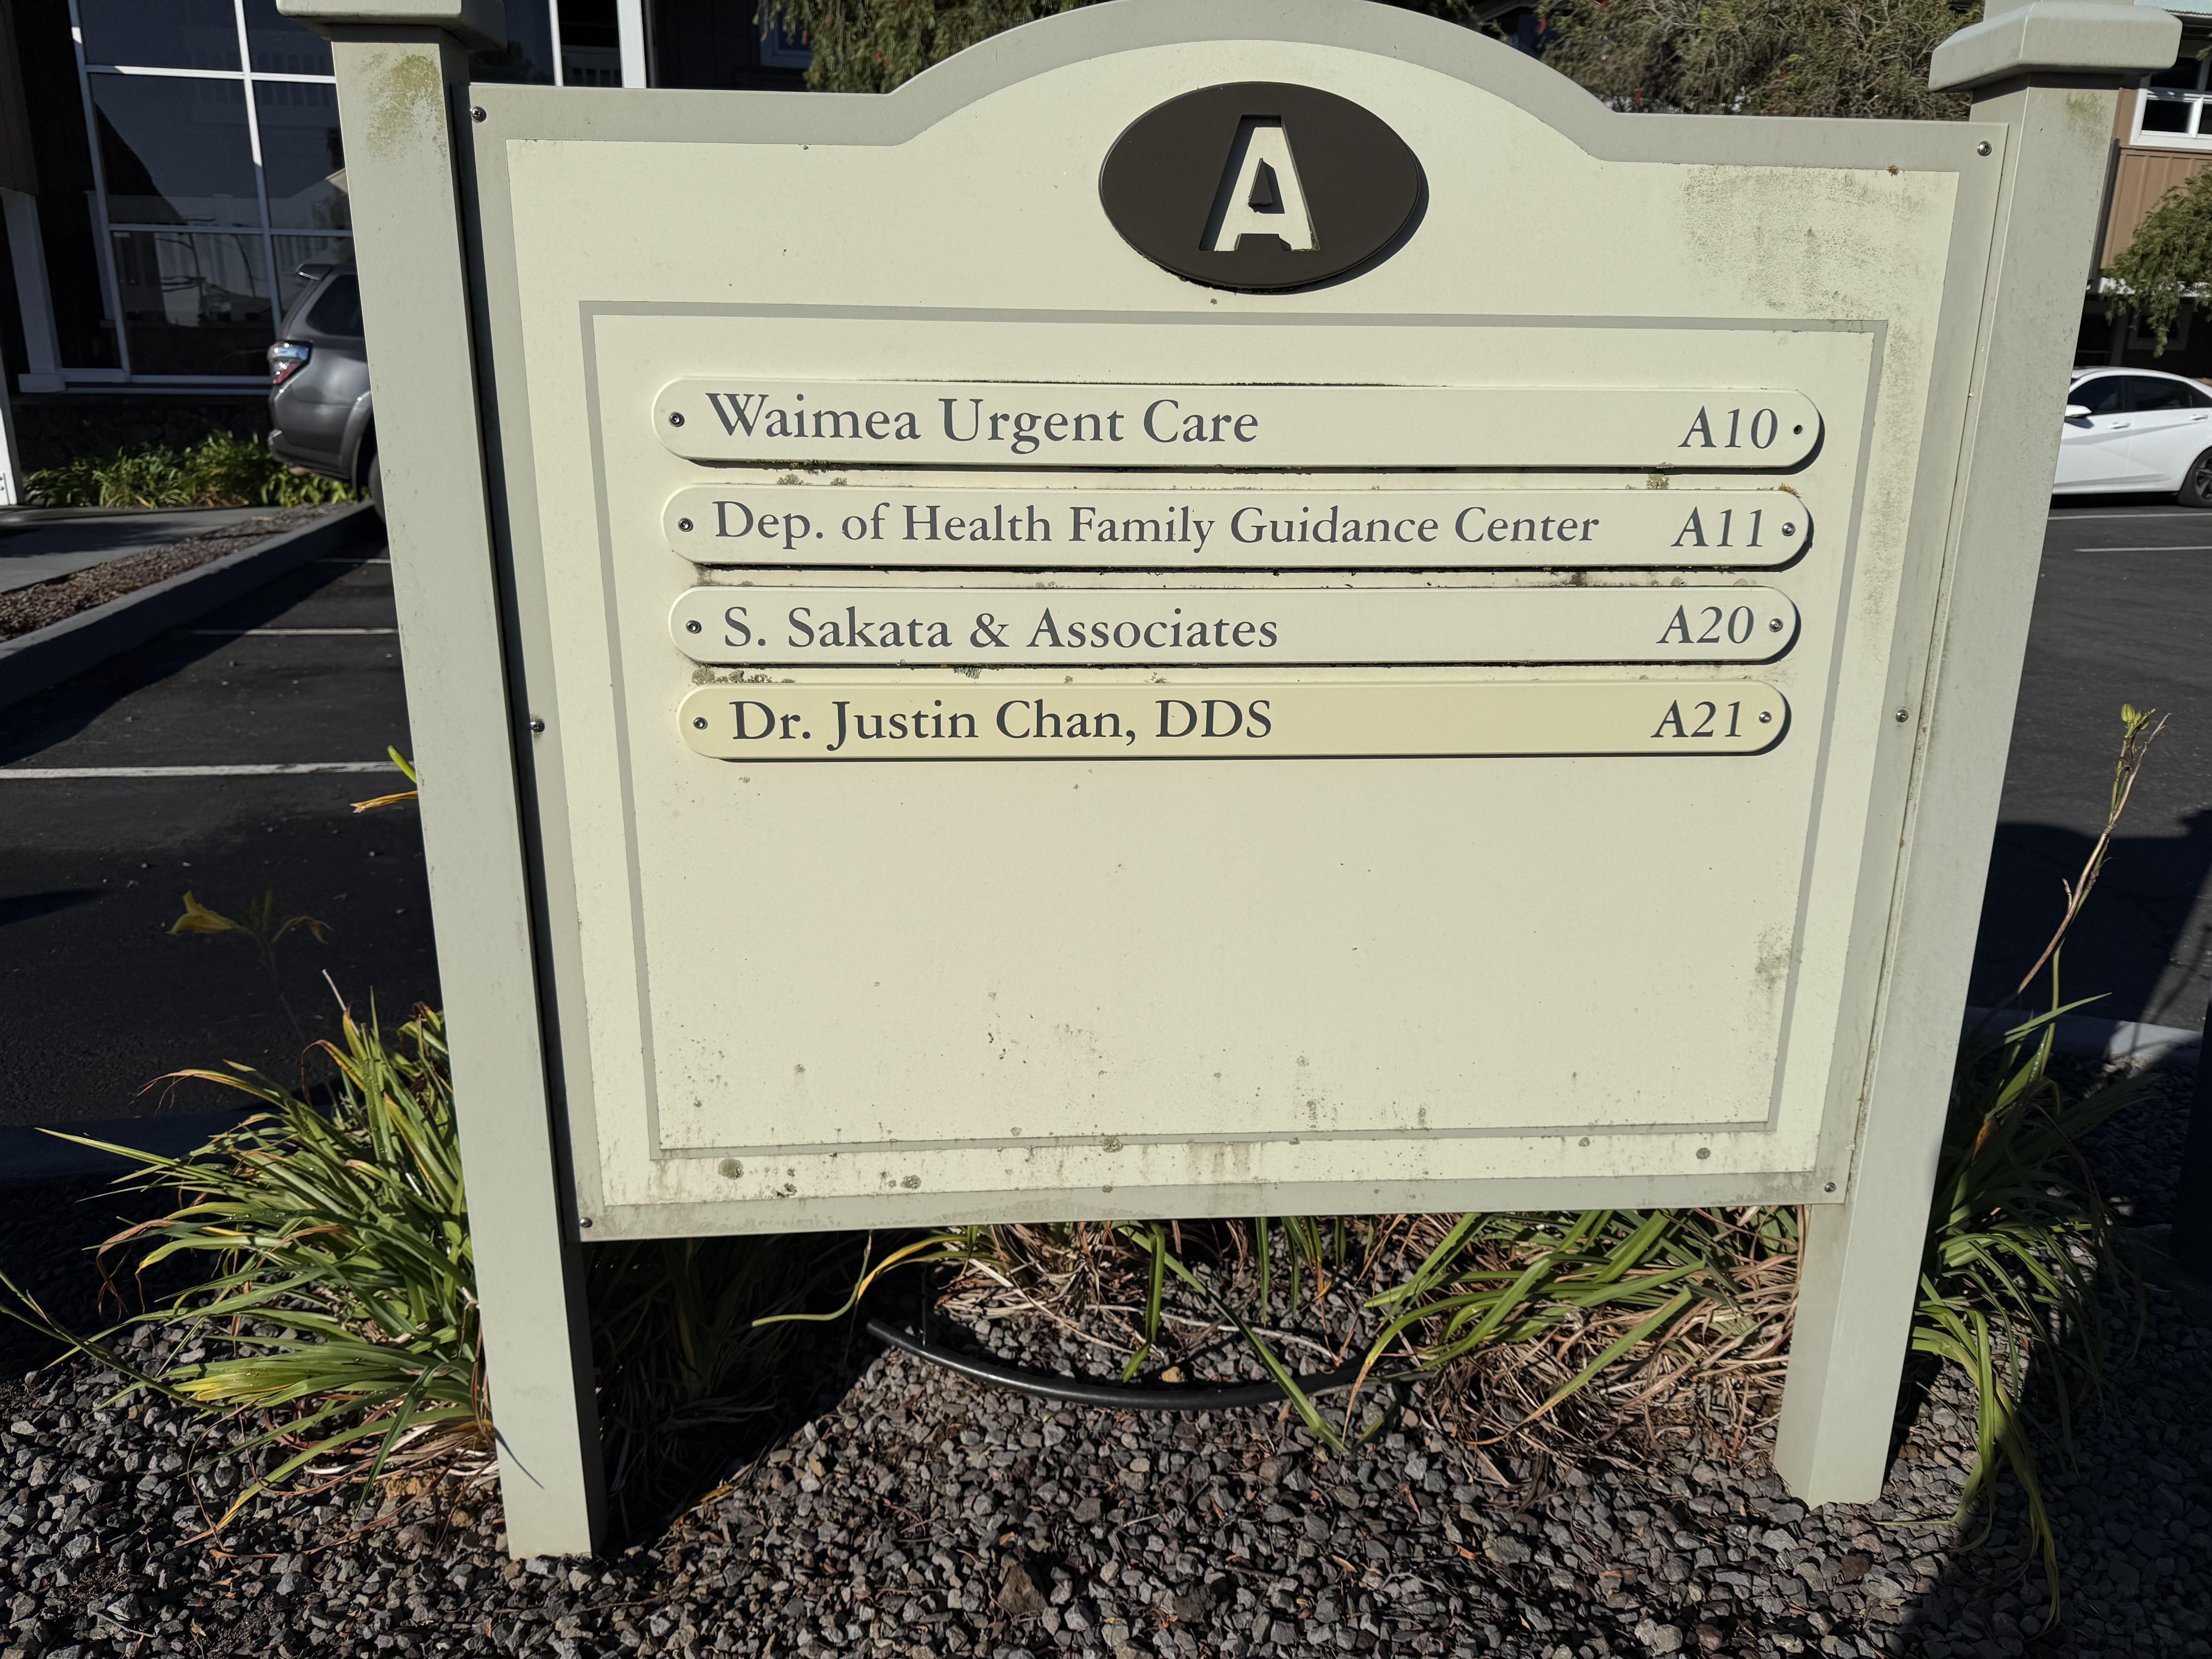 A
Waimea Urgent Care A10
Dep. of Health Family Guidance Center A11
S. Sakata & Associates A20
Dr. Justin Chan, DDS A21